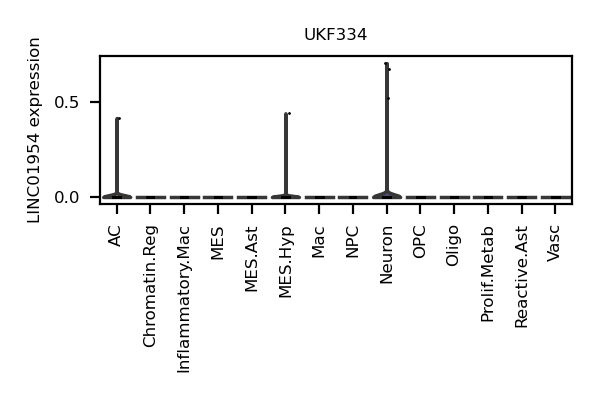 UKF334
LINC01954 expression
0.5
0.0
AC
Chromatin.Reg
Inflammatory.Mac
MES
MES.Ast
MES.Hyp
Mac
NPC
Neuron
OPC
Oligo
Prolif.Metab
Reactive.Ast
Vasc